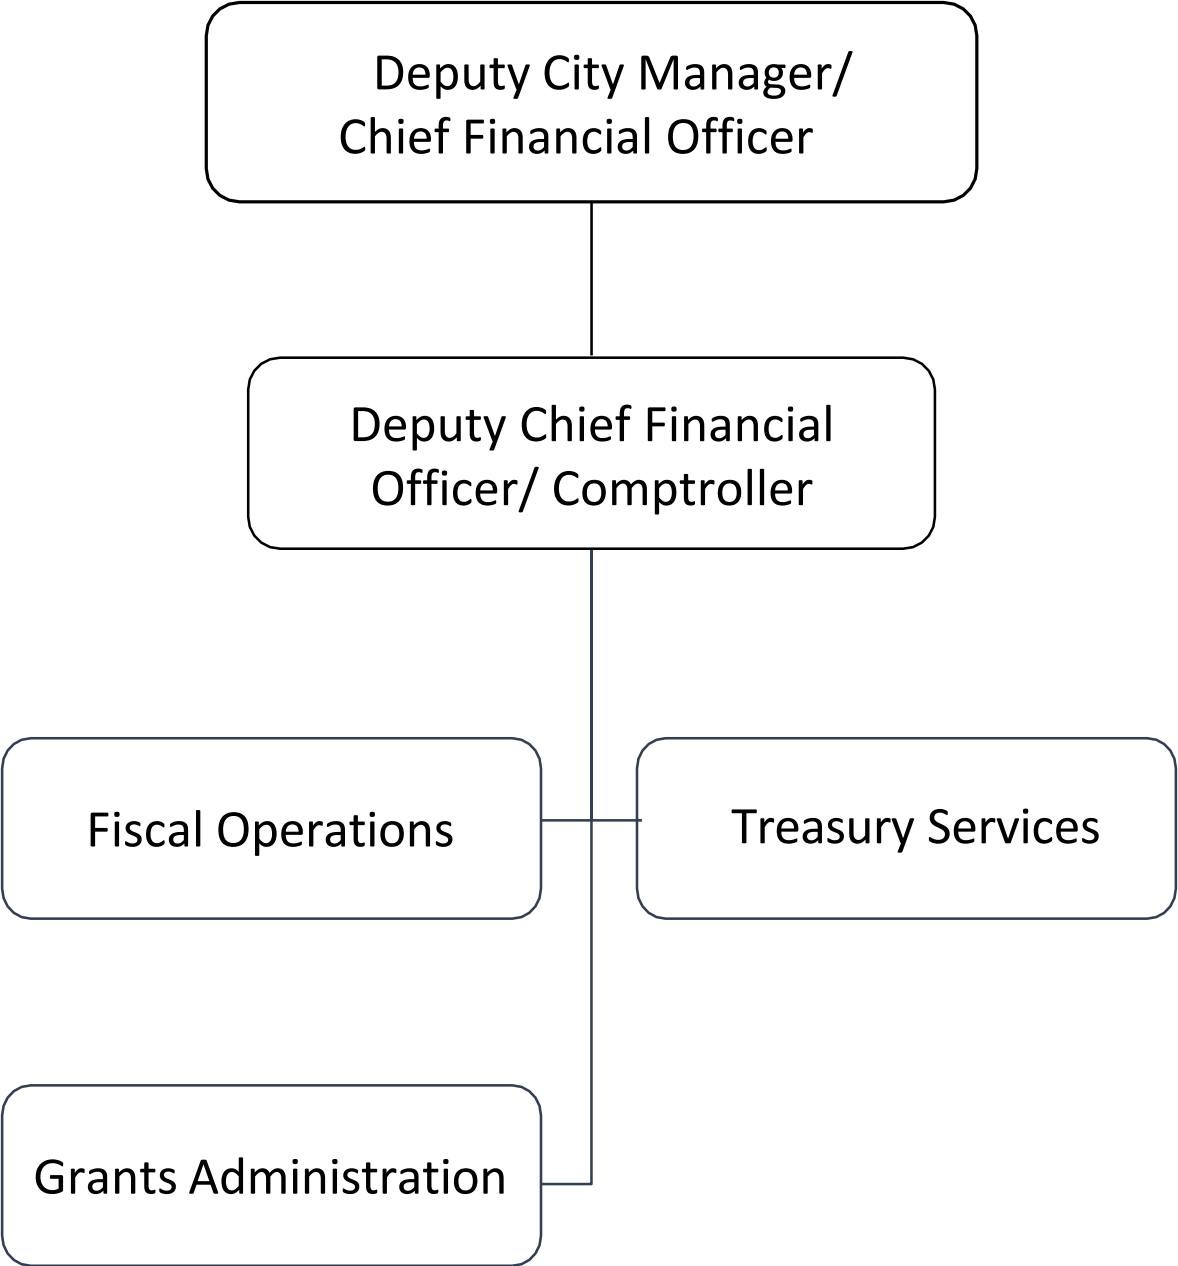 Deputy City Manager/
Chief Financial Officer
Deputy Chief Financial
Officer/ Comptroller
Fiscal Operations
Treasury Services
Grants Administration